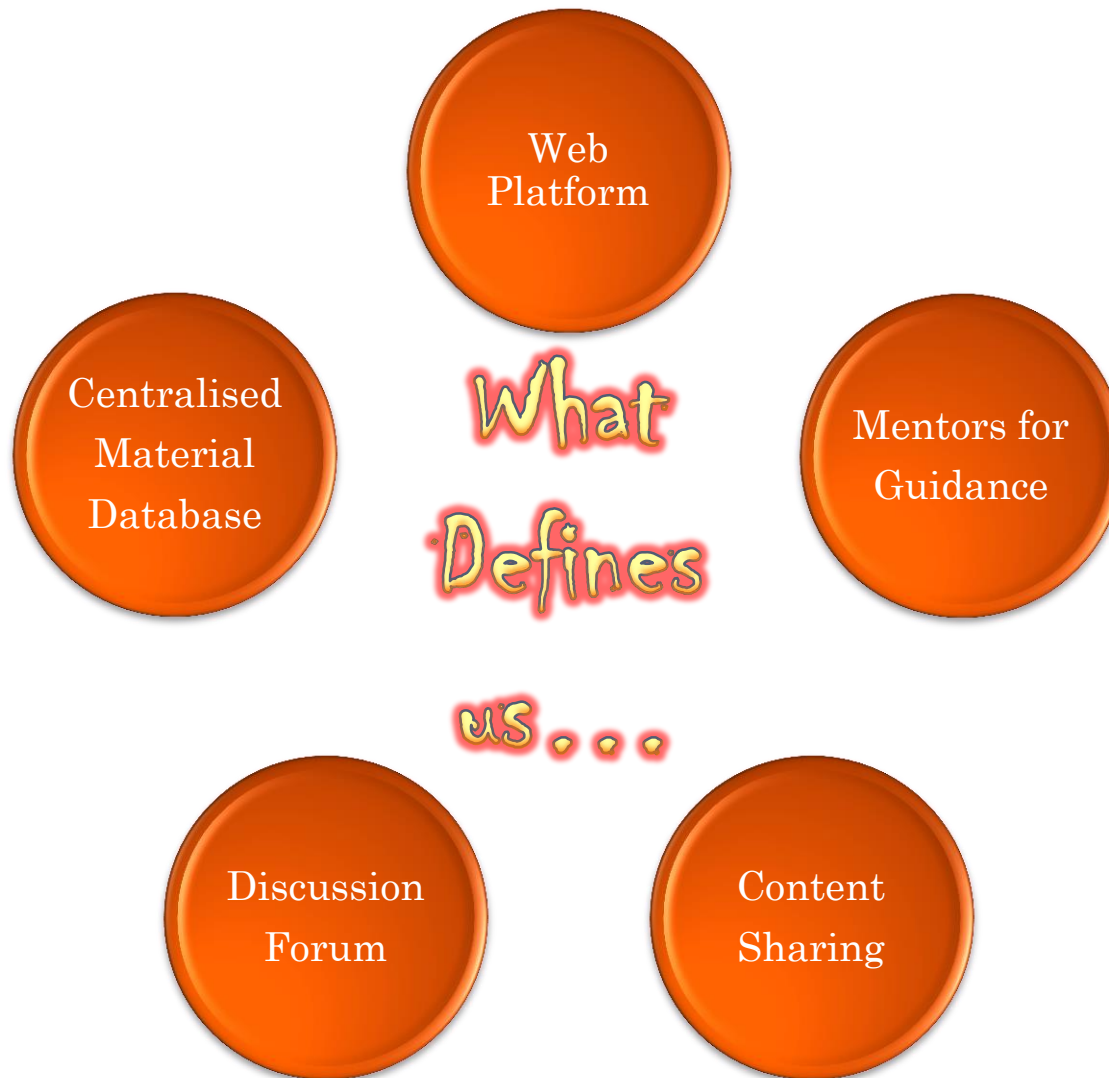 Web
Platform
Centralised
Material
Database
What
Defines
us...
Mentors for
Guidance
Discussion
Forum
Content
Sharing